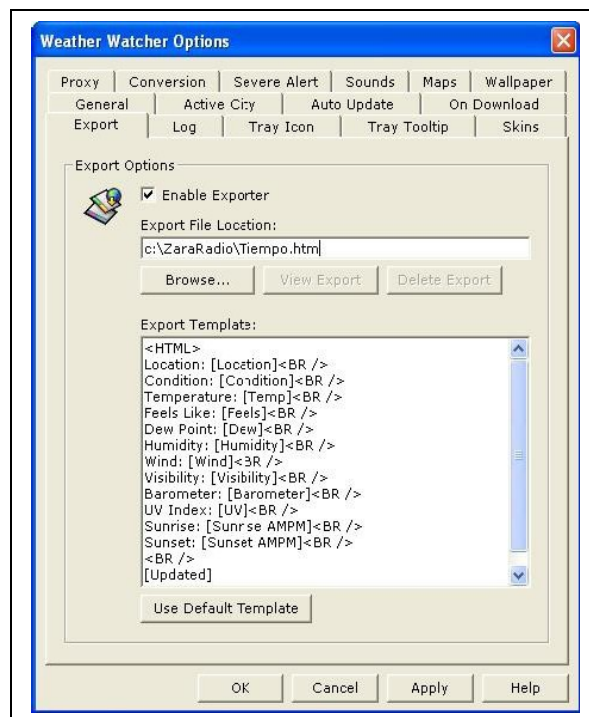 Weather Watcher Options
Proxy Conversion Severe Alert Sounds Maps Wallpaper
General Active City Auto Update On Download
Export Log Tray Icon Tray Tooltip Skins
Export Options
Enable Exporter
Export File Location:
c:\ZaraRadio\Tiempo.htm
Browse... View Export Delete Export
Export Template:
<HTML>
Location: [Location]<BR />
Condition: [Condition]<BR />
Temperature: [Temp]<BR />
Feels Like: [Feels]<BR />
Dew Point: [Dew]<BR />
Humidity: [Humidity]<BR />
Wind: [Wind]<BR />
Visibility: [Visibility]<BR />
Barometer: [Barometer]<BR />
UV Index: [UV]<BR />
Sunrise: [Sunrise AMPM]<BR />
Sunset: [Sunset AMPM]<BR />
<BR />
[Updated]
Use Default Template
OK Cancel Apply Help